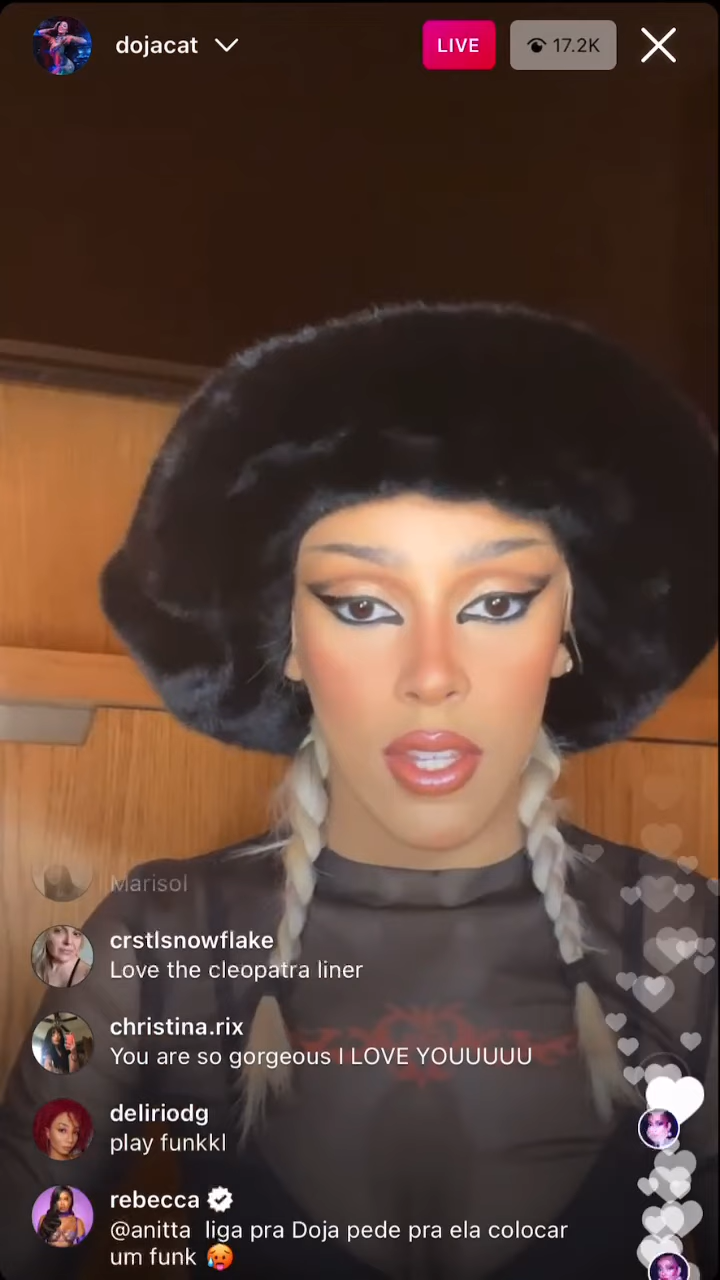 dojacat
LIVE
17.2K
Marisol
crstlsnowflake
Love the cleopatra liner
christina.rix
You are so gorgeous I LOVE YOUUUUU
deliriodg
play funkkl
rebecca
@anitta liga pra Doja pede pra ela colocar
um funk 🥵